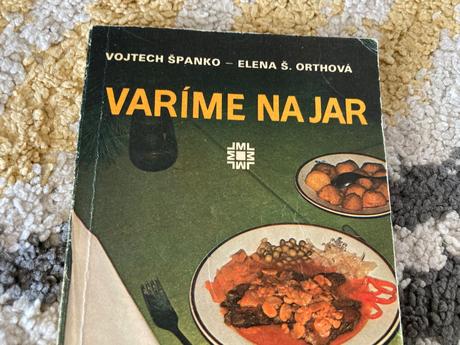 VOJTECH ŠPANKO – ELENA Š. ORTHOVÁ
VARÍME NA JAR